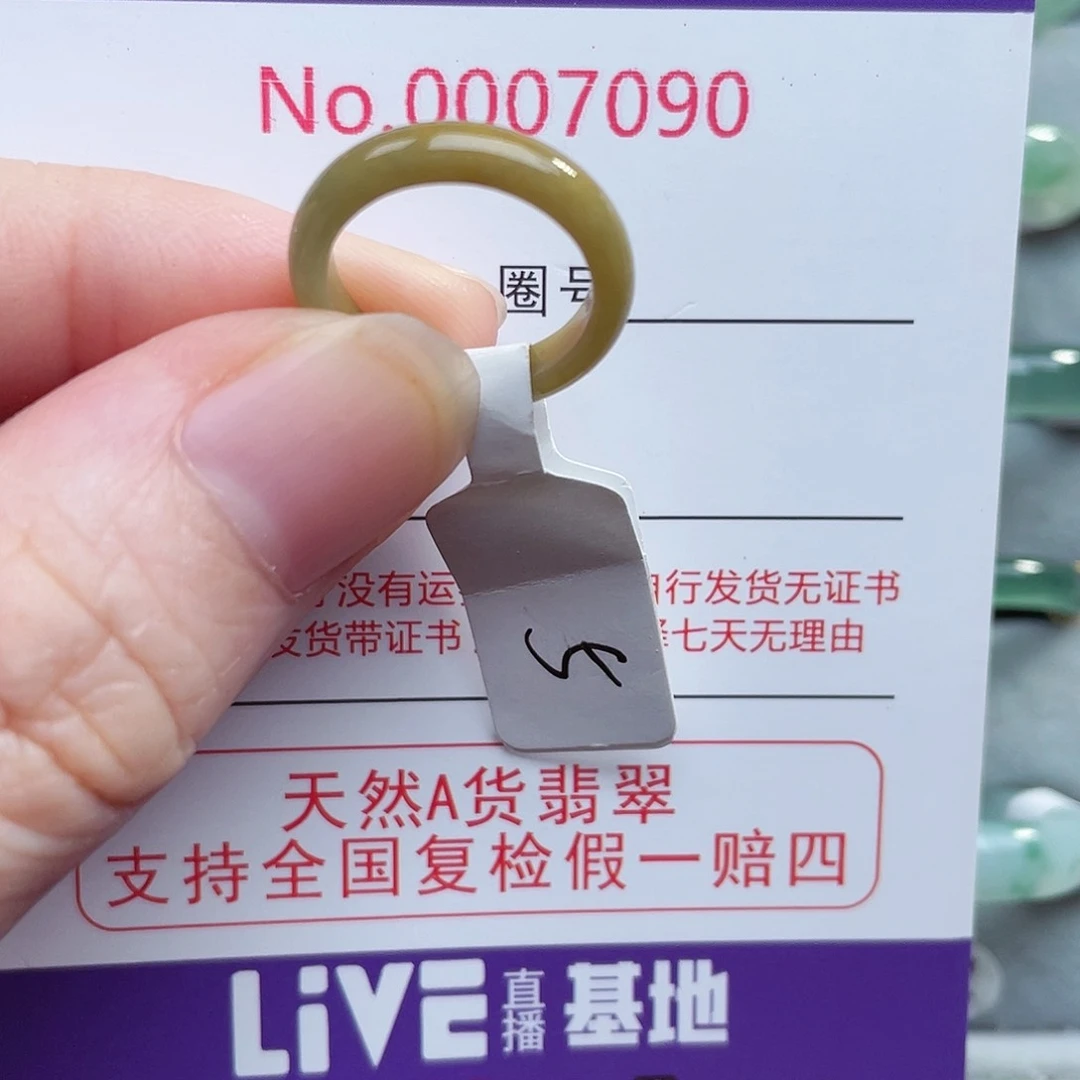 No.0007090
圈号
没有运 自行发货无证书
发货带证书 七天无理由
天然A货翡翠
支持全国复检假一赔四
LiVE直播基地